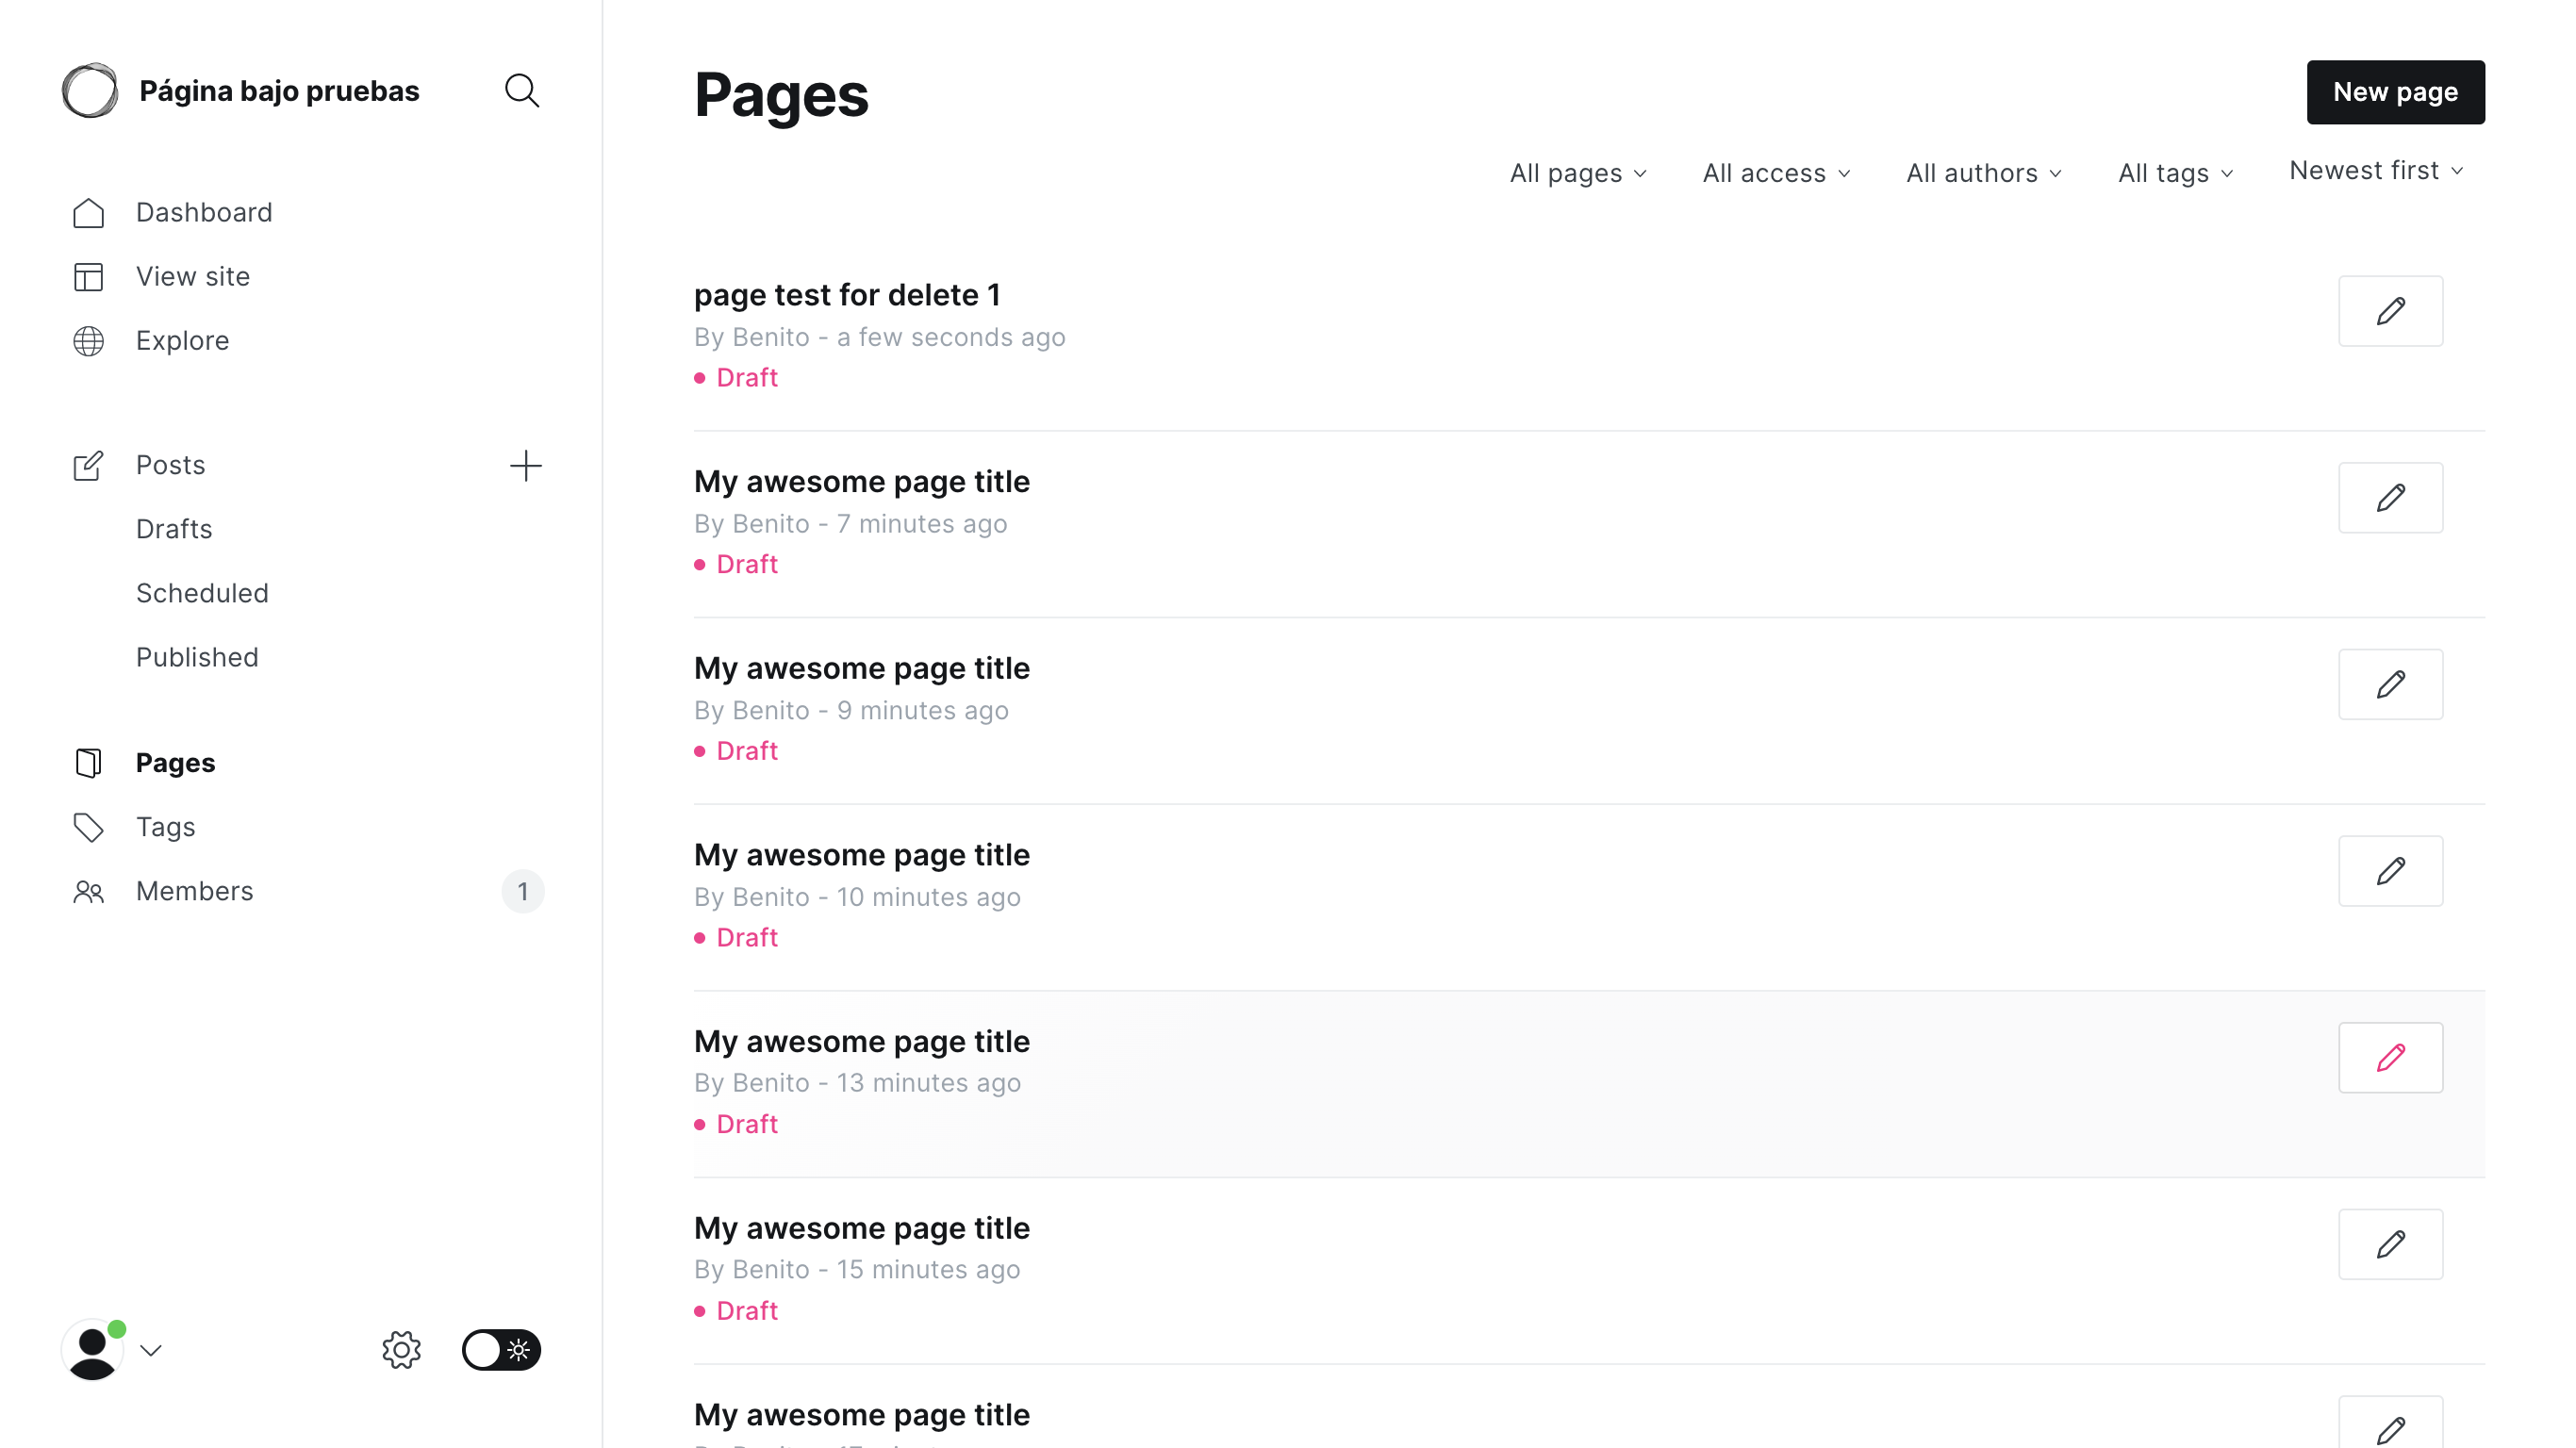 Página bajo pruebas
Dashboard
View site
Explore
Posts
Drafts
Scheduled
Published
Pages
Tags
Members 1
Pages
New page
All pages All access All authors All tags Newest first
page test for delete 1
By Benito - a few seconds ago
Draft
My awesome page title
By Benito - 7 minutes ago
Draft
My awesome page title
By Benito - 9 minutes ago
Draft
My awesome page title
By Benito - 10 minutes ago
Draft
My awesome page title
By Benito - 13 minutes ago
Draft
My awesome page title
By Benito - 15 minutes ago
Draft
My awesome page title